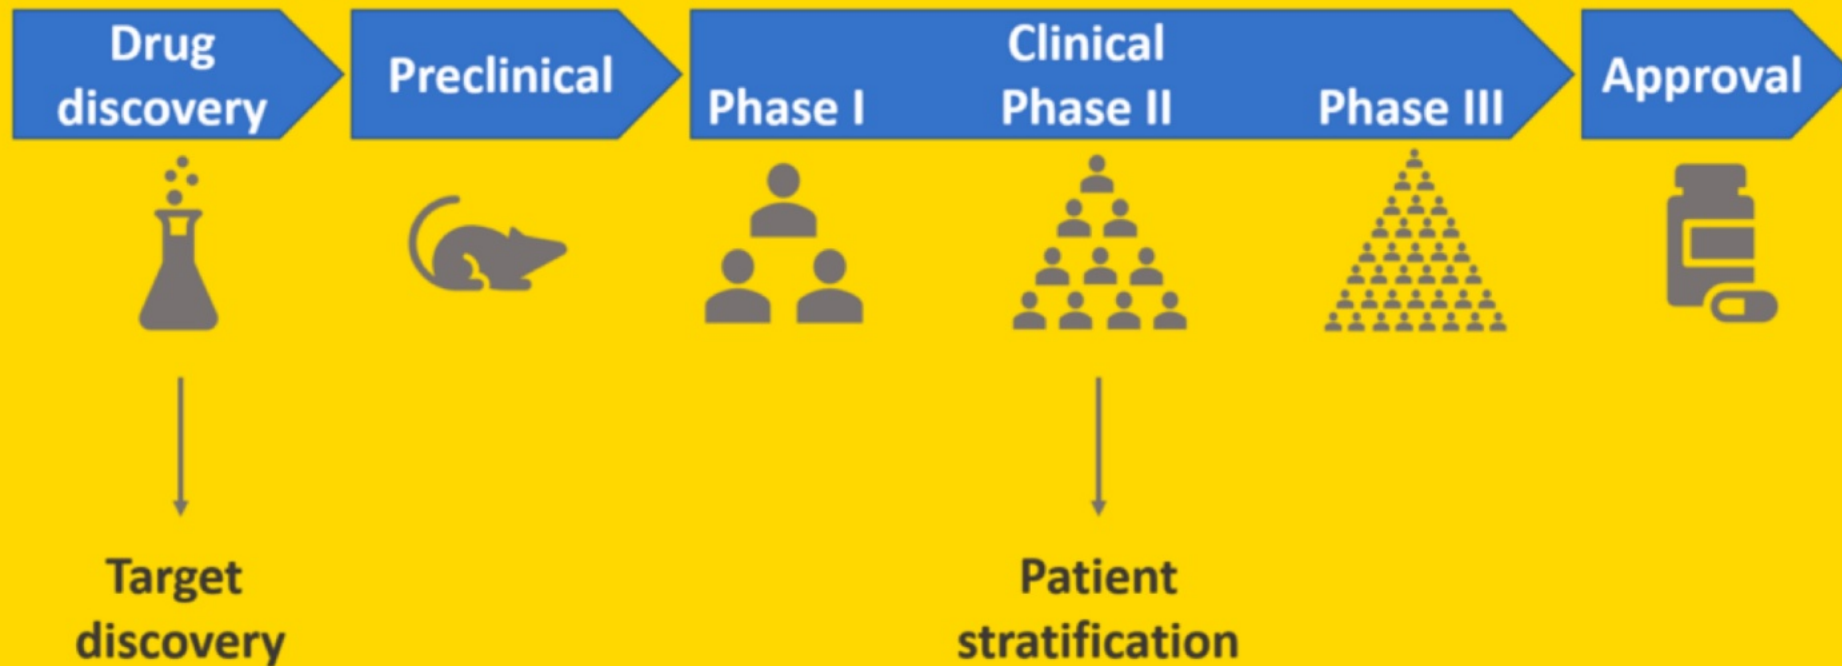 Drug
discovery
Preclinical
Clinical
Phase I Phase II Phase III
Approval
Target
discovery
Patient
stratification